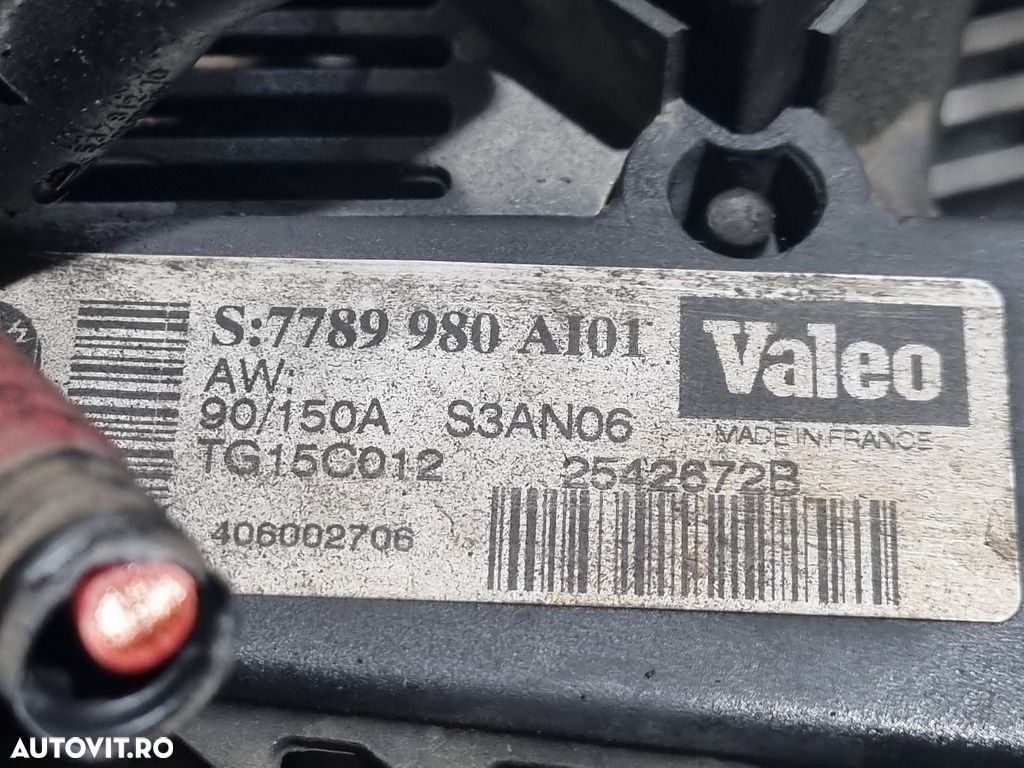 S:7789 980 AI01
AW:
90/150A S3AN06
TG15C012 2542672B
406002706
Valeo
MADE IN FRANCE
AUTOVIT.RO